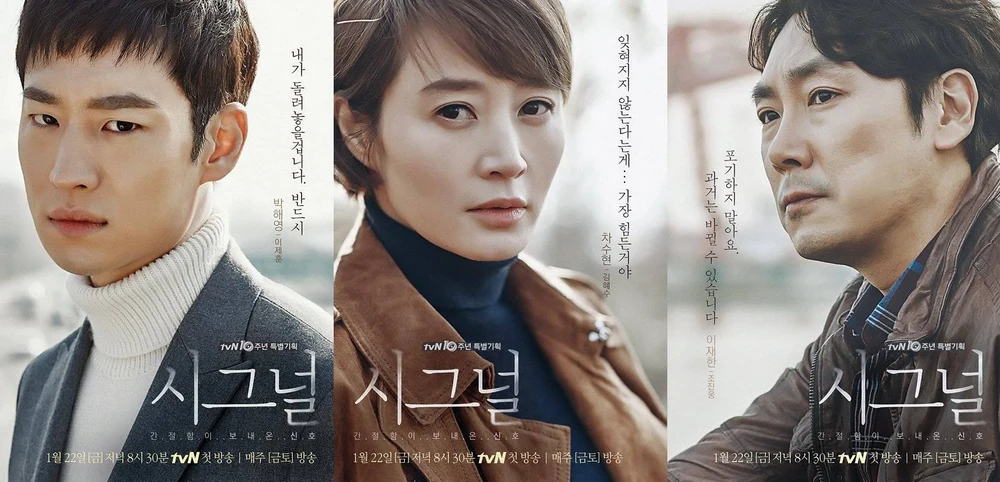 내가 돌려놓을겁니다. 반드시
박해영 · 이제훈
tvN10주년 특별기획
시그널
간절함이..보내온..신호
1월 22일[금] 저녁 8시 30분 tvN 첫 방송 | 매주 [금토] 방송
잊혀지지 않는다는게… 가장 힘든거야
차수현 · 김혜수
tvN10주년 특별기획
시그널
간절함이..보내온..신호
1월 22일[금] 저녁 8시 30분 tvN 첫 방송 | 매주 [금토] 방송
포기하지 말아요.
과거는 바뀔 수 있습니다
이재한 · 조진웅
tvN10주년 특별기획
시그널
간절함이..보내온..신호
1월 22일[금] 저녁 8시 30분 tvN 첫 방송 | 매주 [금토] 방송